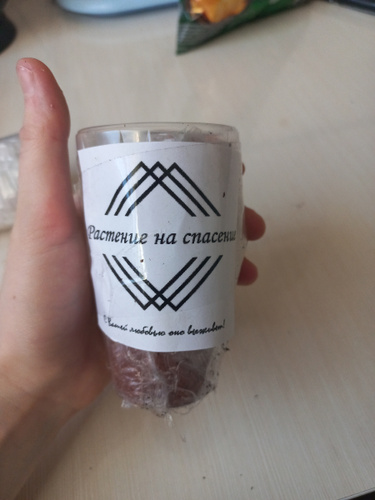 Растение на спасени
С Вашей любовью оно выживет!